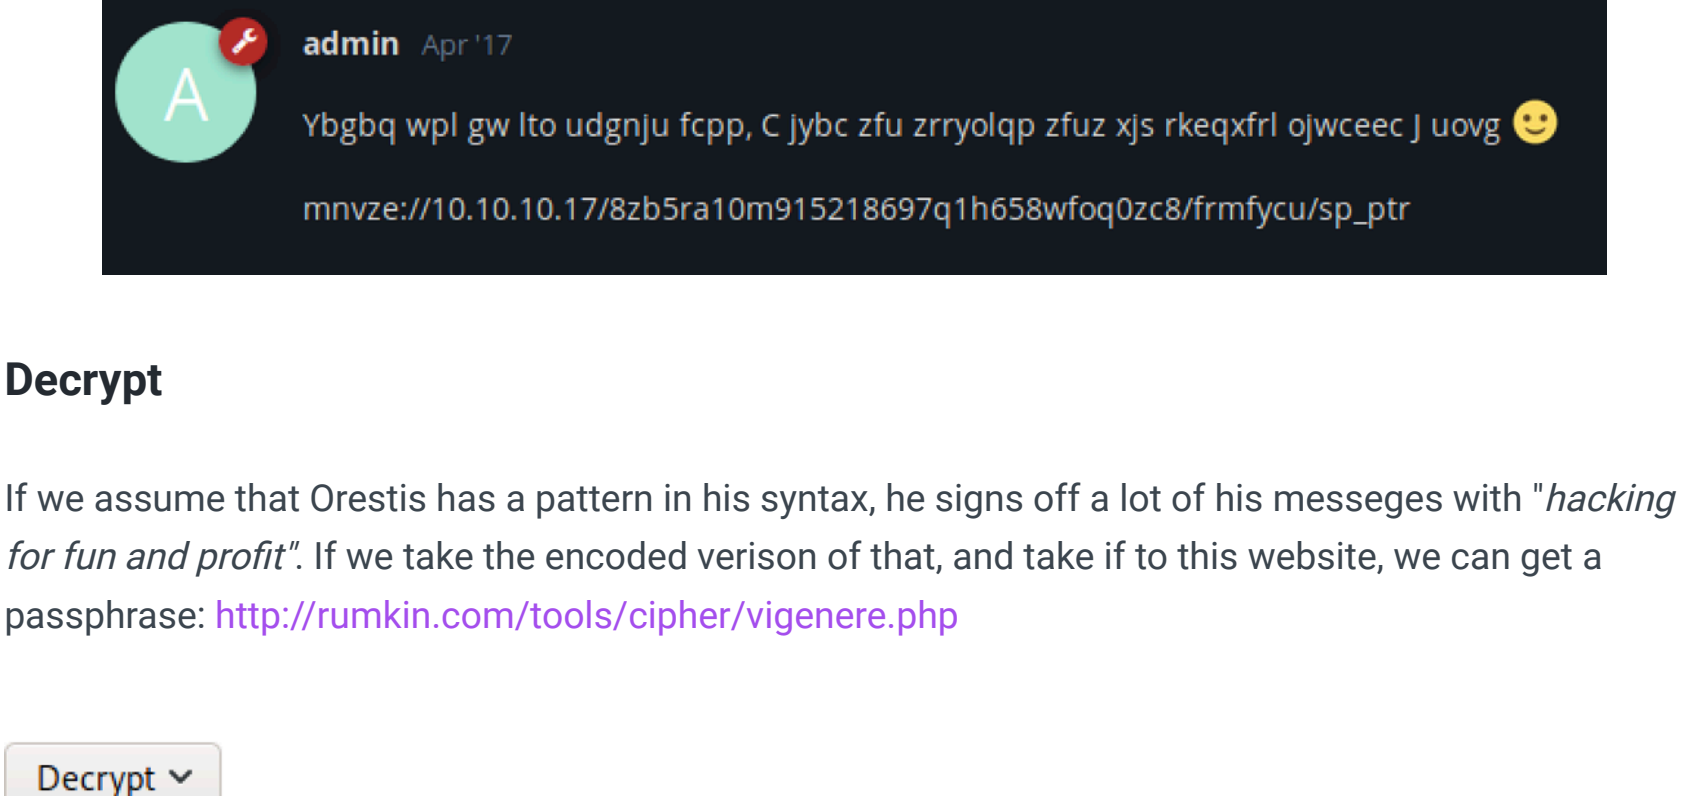 A
admin Apr '17
Ybgbq wpl gw lto udgnju fcpp, C jybc zfu zrryolqp zfuz xjs rkeqxfrl ojwceec J uovg
mnvze://10.10.10.17/8zb5ra10m915218697q1h658wfoq0zc8/frmfycu/sp_ptr
Decrypt
If we assume that Orestis has a pattern in his syntax, he signs off a lot of his messeges with "hacking
for fun and profit". If we take the encoded verison of that, and take if to this website, we can get a
passphrase: http://rumkin.com/tools/cipher/vigenere.php
Decrypt